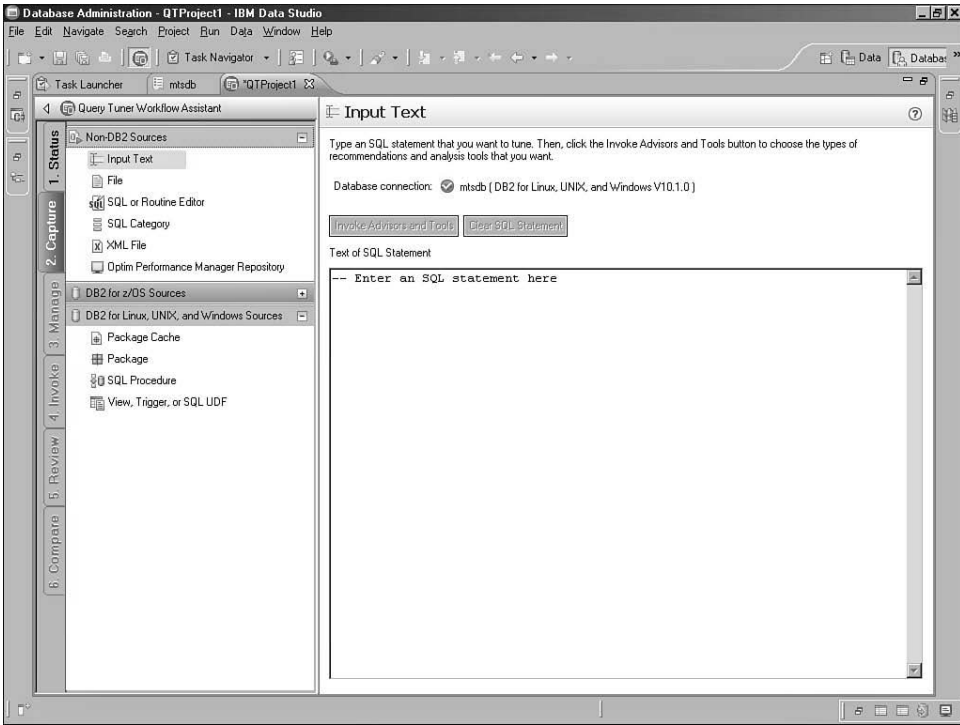 Database Administration - QTProject1 - IBM Data Studio
File Edit Navigate Search Project Run Data Window Help
Task Navigator
Data
Databas
Task Launcher
mtsdb
*QTProject1
Query Tuner Workflow Assistant
1. Status
2. Capture
3. Manage
4. Invoke
5. Review
6. Compare
Non-DB2 Sources
Input Text
File
SQL or Routine Editor
SQL Category
XML File
Optim Performance Manager Repository
DB2 for z/OS Sources
DB2 for Linux, UNIX, and Windows Sources
Package Cache
Package
SQL Procedure
View, Trigger, or SQL UDF
Input Text
Type an SQL statement that you want to tune. Then, click the Invoke Advisors and Tools button to choose the types of
recommendations and analysis tools that you want.
Database connection: mtsdb ( DB2 for Linux, UNIX, and Windows V10.1.0 )
Invoke Advisors and Tools
Clear SQL Statement
Text of SQL Statement
-- Enter an SQL statement here